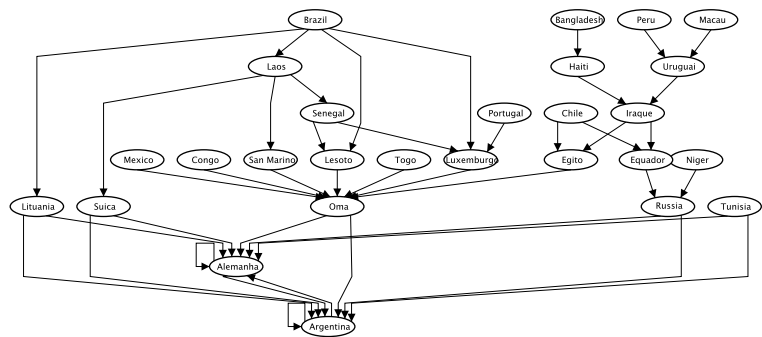 Brazil
Bangladesh
Peru
Macau
Laos
Haiti
Uruguai
Senegal
Portugal
Chile
Iraque
Mexico
Congo
San Marino
Lesoto
Togo
Luxemburgo
Egito
Equador
Niger
Lituania
Suica
Oma
Russia
Tunisia
Alemanha
Argentina